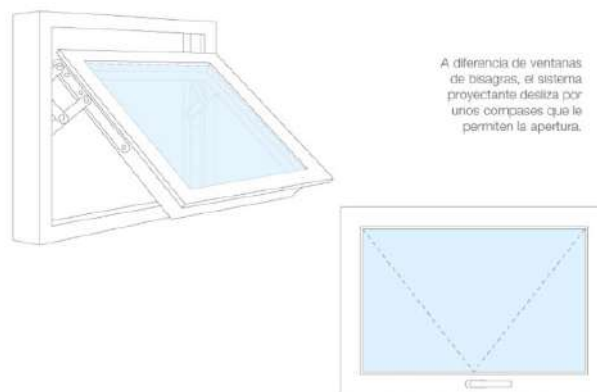 A diferencia de ventanas
de bisagras, el sistema
proyectante desliza por
unos compases que le
permiten la apertura.